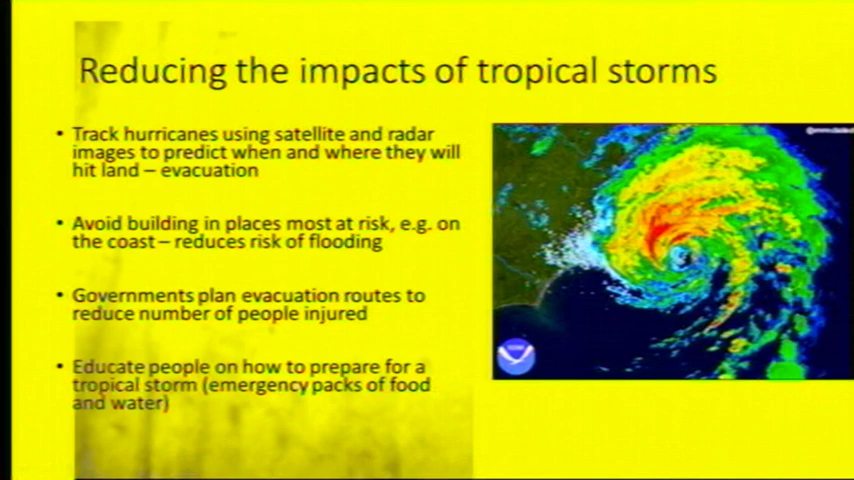 Reducing the impacts of tropical storms
• Track hurricanes using satellite and radar
images to predict when and where they will
hit land – evacuation
• Avoid building in places most at risk, e.g. on
the coast – reduces risk of flooding
• Governments plan evacuation routes to
reduce number of people injured
• Educate people on how to prepare for a
tropical storm (emergency packs of food
and water)